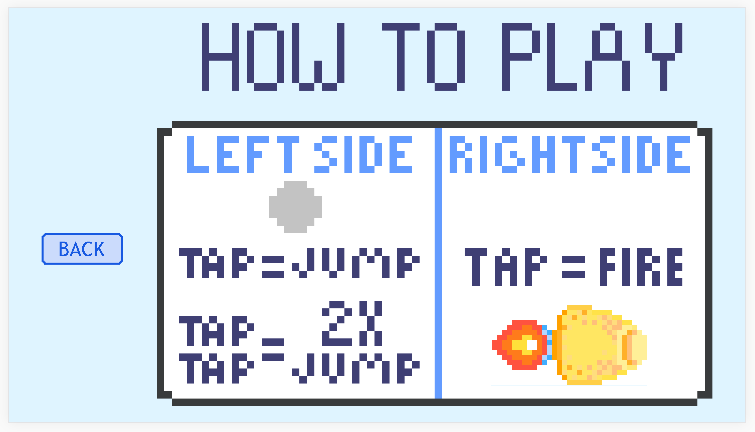 HOW TO PLAY
LEFT SIDE
TAP=JUMP
TAP TAP = 2X JUMP
RIGHTSIDE
TAP = FIRE
BACK